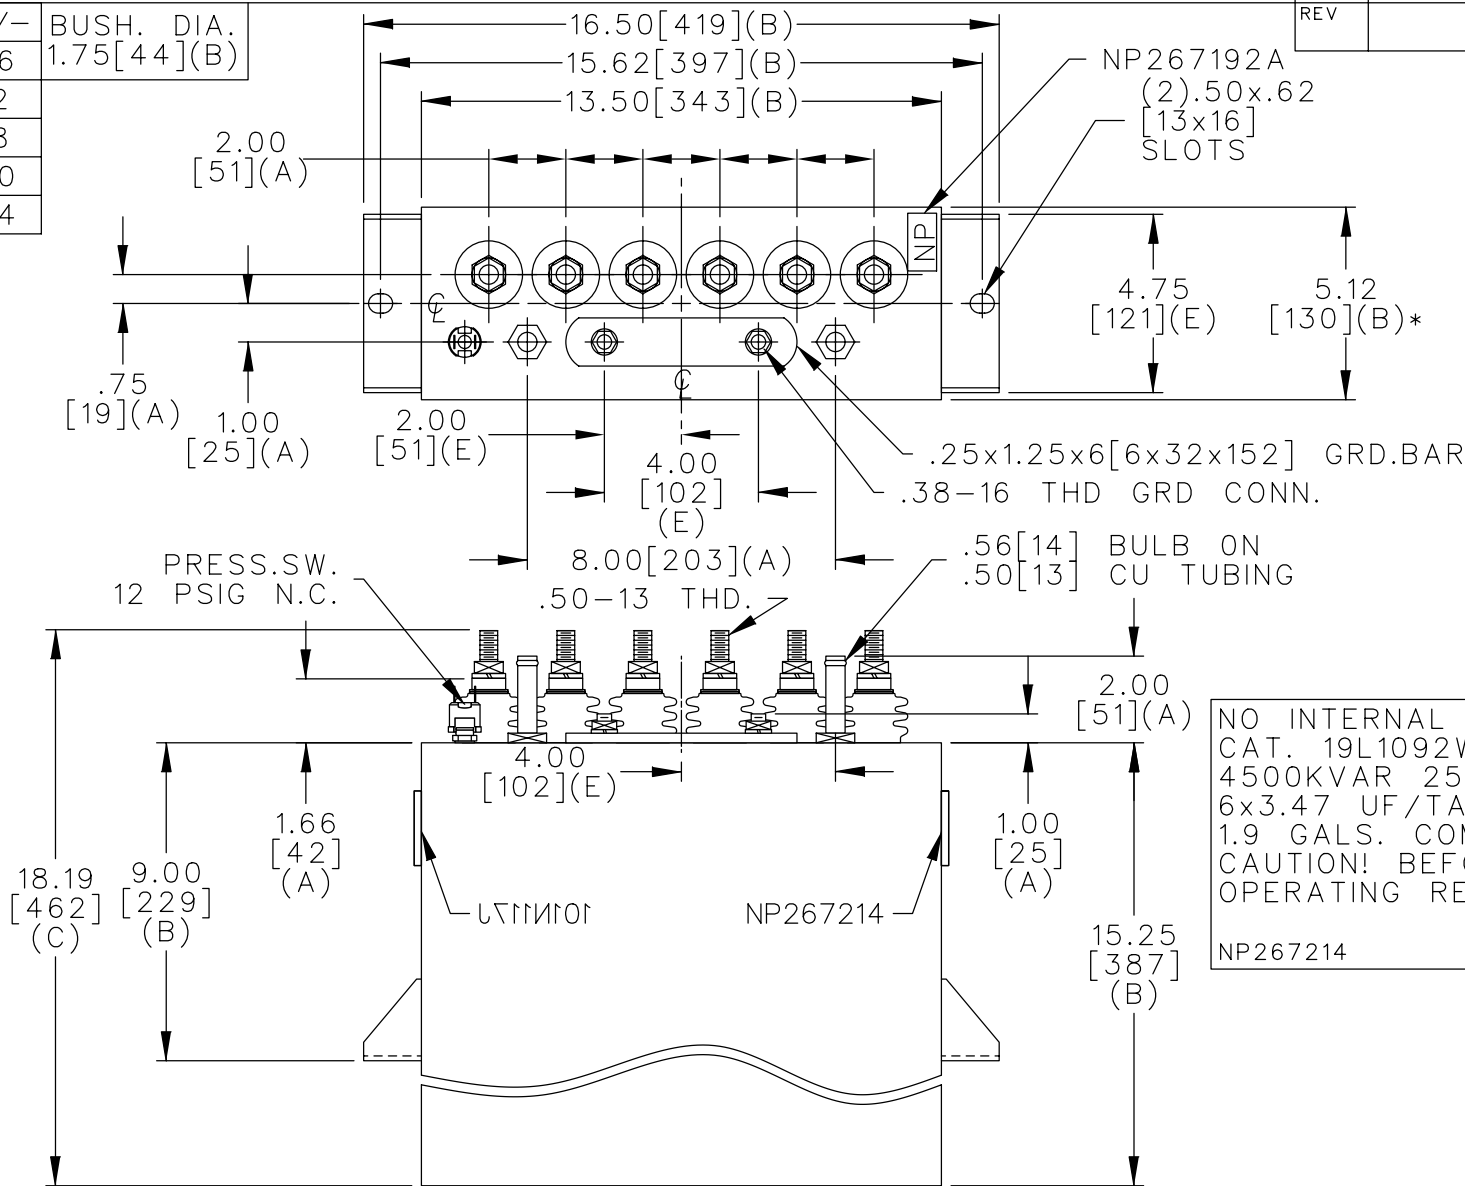 /-
6
2
8
0
4
BUSH. DIA.
1.75[44](B)
16.50[419](B)
15.62[397](B)
13.50[343](B)
REV
NP267192A
(2).50x.62
[13x16]
SLOTS
2.00
[51](A)
NP
4.75
[121](E)
5.12
[130](B)*
.75
[19](A)
1.00
[25](A)
2.00
[51](E)
4.00
[102]
(E)
.25x1.25x6[6x32x152] GRD.BAR
.38-16 THD GRD CONN.
8.00[203](A)
.50-13 THD.
PRESS.SW.
12 PSIG N.C.
.56[14] BULB ON
.50[13] CU TUBING
2.00
[51](A)
4.00
[102](E)
1.66
[42]
(A)
1.00
[25]
(A)
18.19
[462]
(C)
9.00
[229]
(B)
101N117J
NP267214
15.25
[387]
(B)
NO INTERNAL
CAT. 19L1092W
4500KVAR 25
6x3.47 UF/TA
1.9 GALS. COM
CAUTION! BEFO
OPERATING RE
NP267214